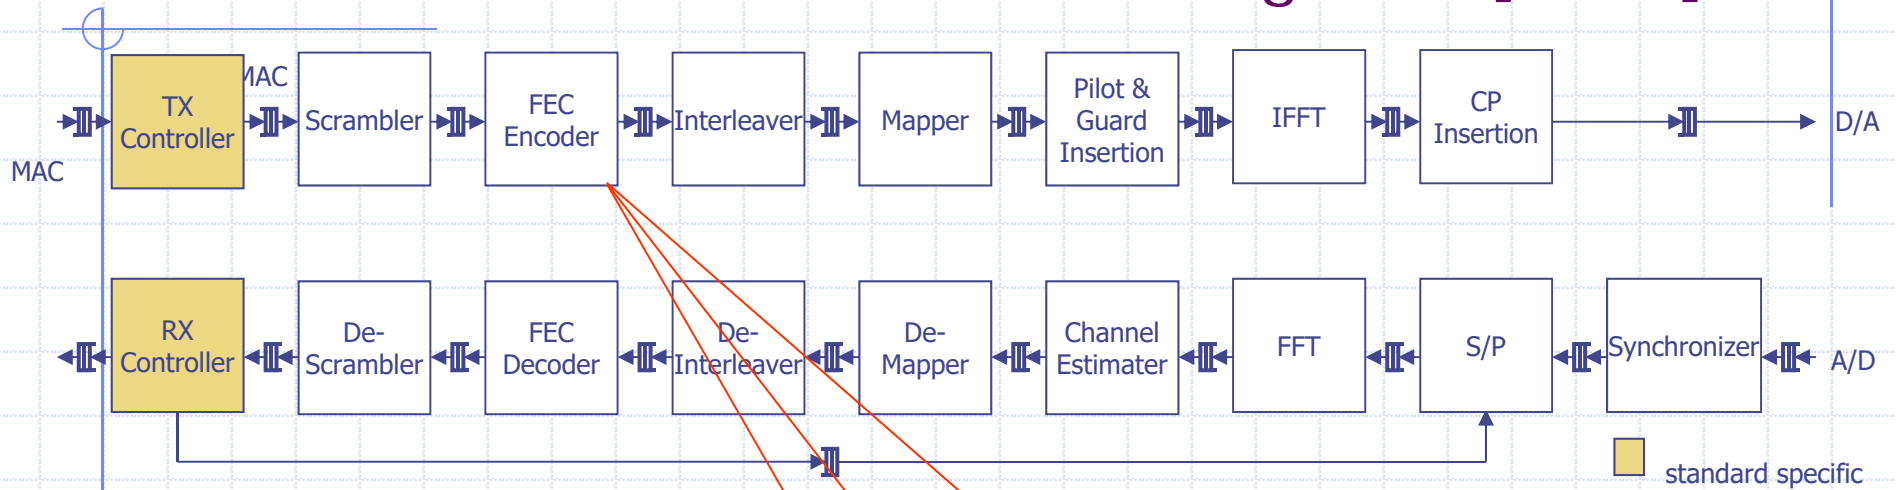 MAC
TX
Controller
MAC
Scrambler
FEC
Encoder
Interleaver
Mapper
Pilot &
Guard
Insertion
IFFT
CP
Insertion
D/A
RX
Controller
De-
Scrambler
FEC
Decoder
De-
Interleaver
De-
Mapper
Channel
Estimater
FFT
S/P
Synchronizer
A/D
standard specific